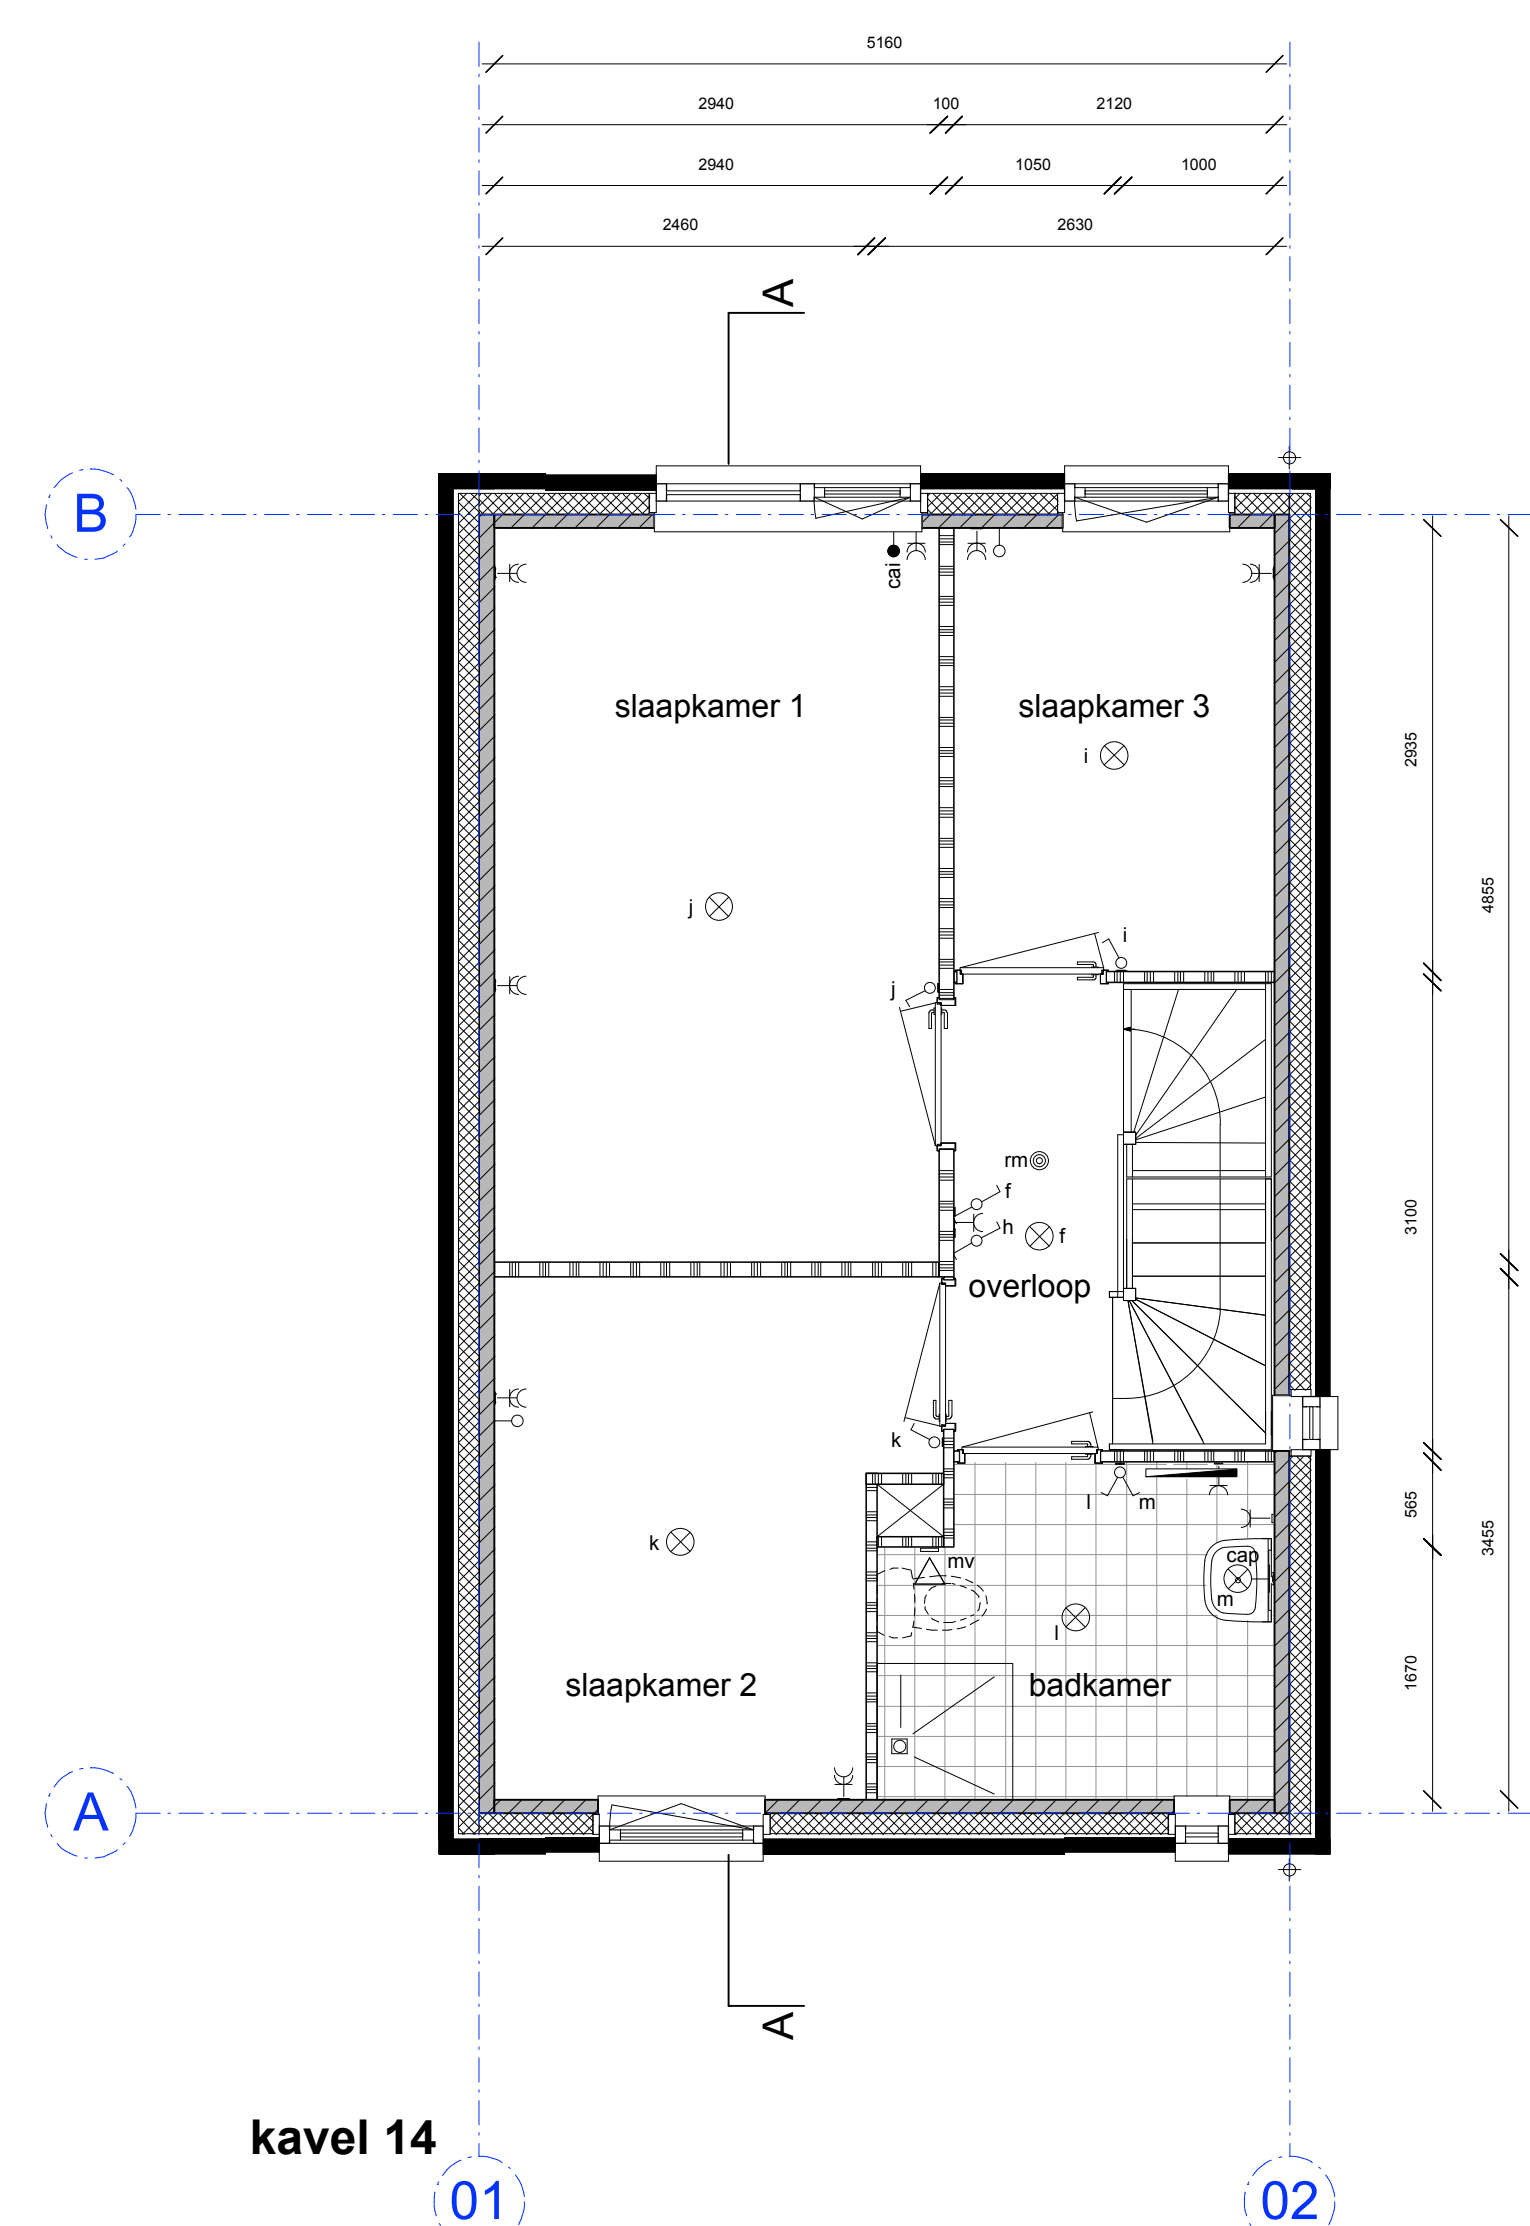 5160
2940 100 2120
2940 1050 1000
2460 2630
A
B
cai
slaapkamer 1 slaapkamer 3
i
2935
4855
j
i
j
rm
f
h f
3100
overloop
k
l m
565
3455
k
mv
cap
m
l
slaapkamer 2 badkamer
1670
A
A
kavel 14
01 02